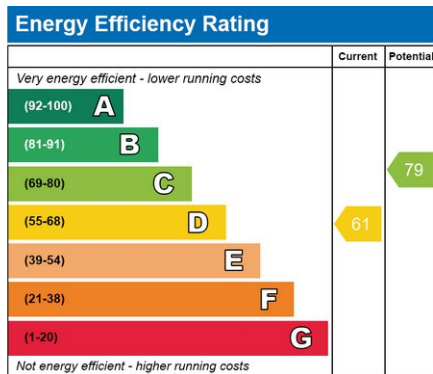 Energy Efficiency Rating
Current Potential
Very energy efficient - lower running costs
(92-100) A
(81-91) B
(69-80) C 79
(55-68) D 61
(39-54) E
(21-38) F
(1-20) G
Not energy efficient - higher running costs